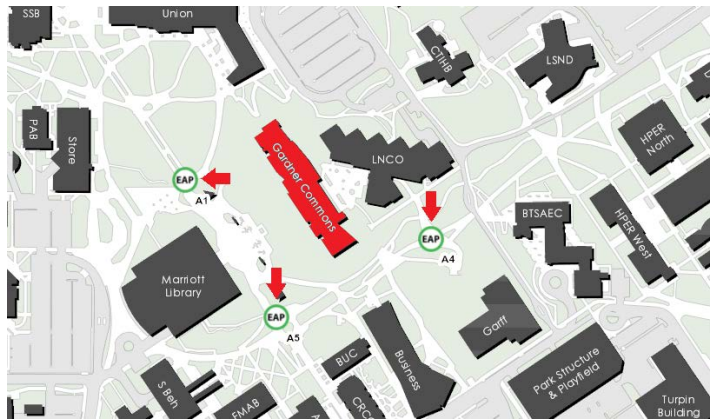 SSB
Union
CTIHB
LSND
PAB
Store
Gardner Commons
LNCO
HPER
North
EAP
A1
EAP
A4
BTSAEC
HPER West
Marriott
Library
EAP
A5
Garff
BUC
Business
S Beh
FMAB
CRCC
Park Structure
& Playfield
Turpin
Building